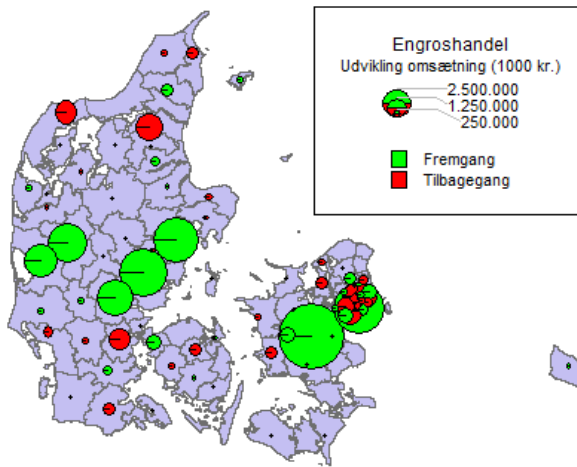 Engroshandel
Udvikling omsætning (1000 kr.)
2.500.000
1.250.000
250.000
Fremgang
Tilbagegang